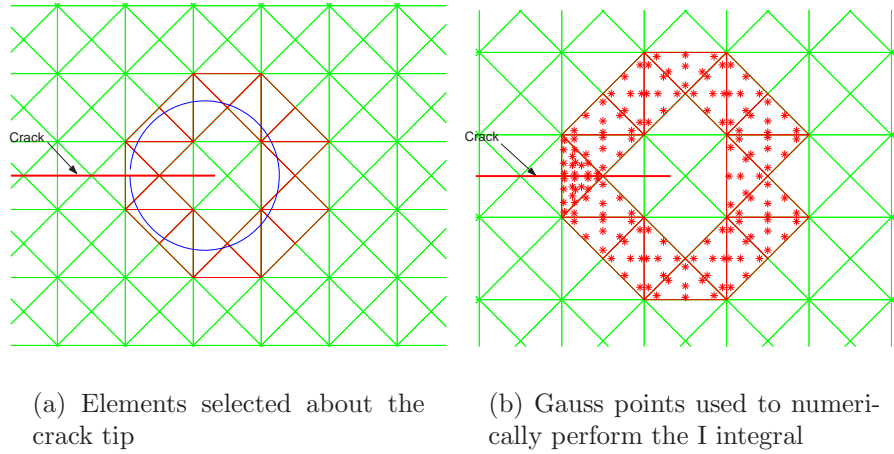 Crack
Crack
(a) Elements selected about the
crack tip
(b) Gauss points used to numeri-
cally perform the I integral